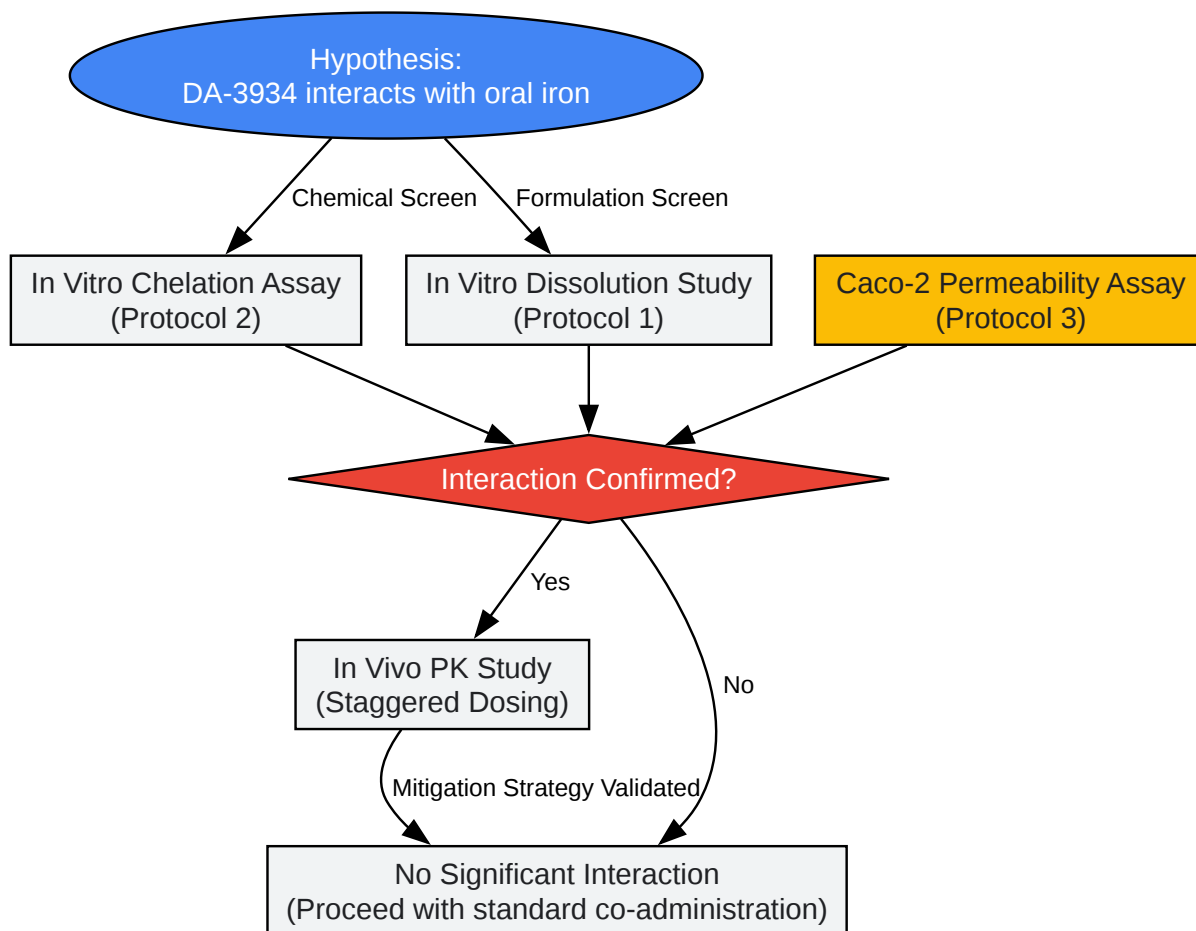 Hypothesis:
DA-3934 interacts with oral iron
Chemical Screen
Formulation Screen
In Vitro Chelation Assay
(Protocol 2)
In Vitro Dissolution Study
(Protocol 1)
Caco-2 Permeability Assay
(Protocol 3)
Interaction Confirmed?
Yes
No
In Vivo PK Study
(Staggered Dosing)
Mitigation Strategy Validated
No Significant Interaction
(Proceed with standard co-administration)